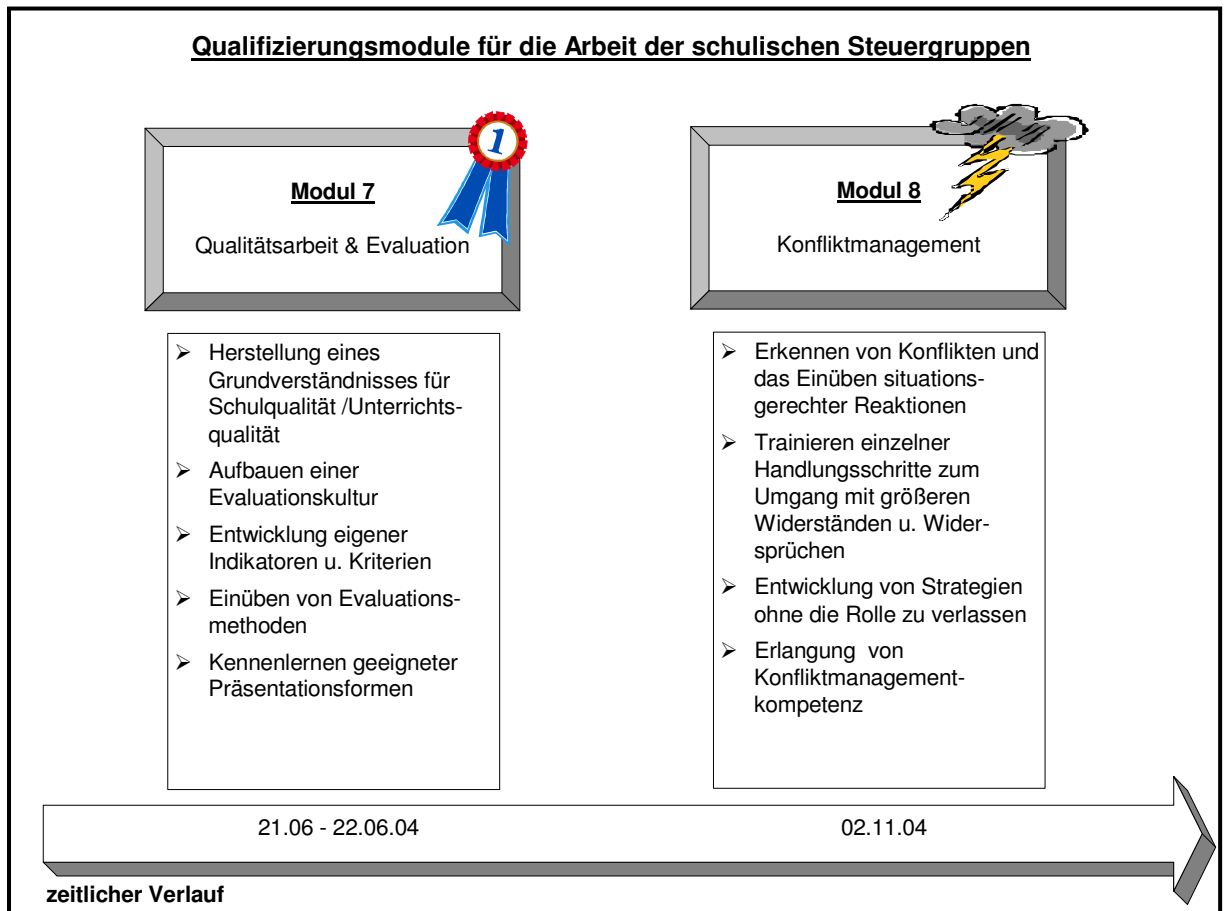 Qualifizierungsmodule für die Arbeit der schulischen Steuergruppen
1
Modul 7
Qualitätsarbeit & Evaluation
➢ Herstellung eines
Grundverständnisses für
Schulqualität /Unterrichts-
qualität
➢ Aufbauen einer
Evaluationskultur
➢ Entwicklung eigener
Indikatoren u. Kriterien
➢ Einüben von Evaluations-
methoden
➢ Kennenlernen geeigneter
Präsentationsformen
Modul 8
Konfliktmanagement
➢ Erkennen von Konflikten und
das Einüben situations-
gerechter Reaktionen
➢ Trainieren einzelner
Handlungsschritte zum
Umgang mit größeren
Widerständen u. Wider-
sprüchen
➢ Entwicklung von Strategien
ohne die Rolle zu verlassen
➢ Erlangung von
Konfliktmanagement-
kompetenz
21.06 - 22.06.04
02.11.04
zeitlicher Verlauf